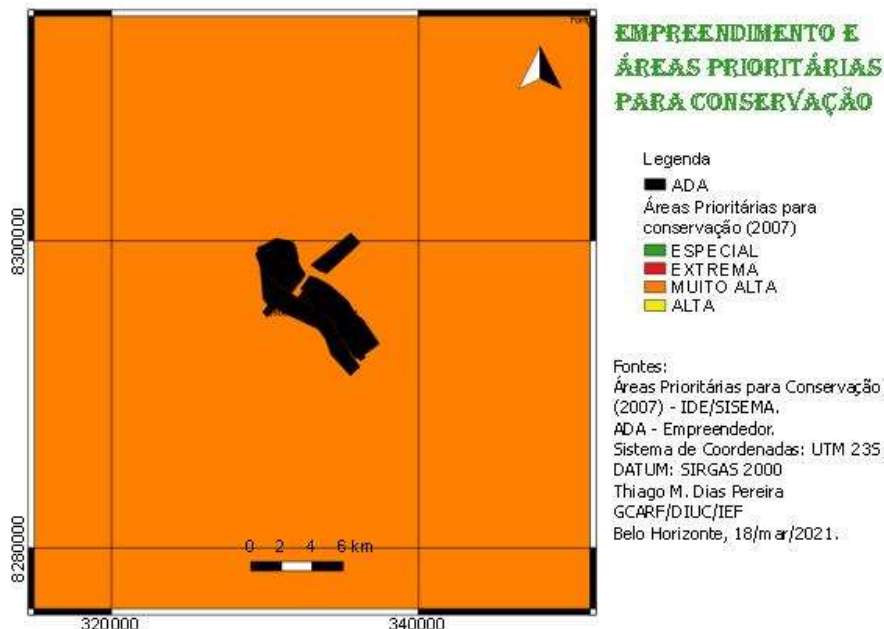 EMPREENDIMENTO E
ÁREAS PRIORITÁRIAS
PARA CONSERVAÇÃO
Legenda
ADA
Áreas Prioritárias para
conservação (2007)
ESPECIAL
EXTREMA
MUITO ALTA
ALTA
Fontes:
Áreas Prioritárias para Conservação
(2007) - IDE/SISEMA.
ADA - Empreendedor.
Sistema de Coordenadas: UTM 23S
DATUM: SIRGAS 2000
Thiago M. Dias Pereira
GCARF/DIUC/IEF
Belo Horizonte, 18/mar/2021.
8300000
8280000
0 2 4 6 km
320000 340000